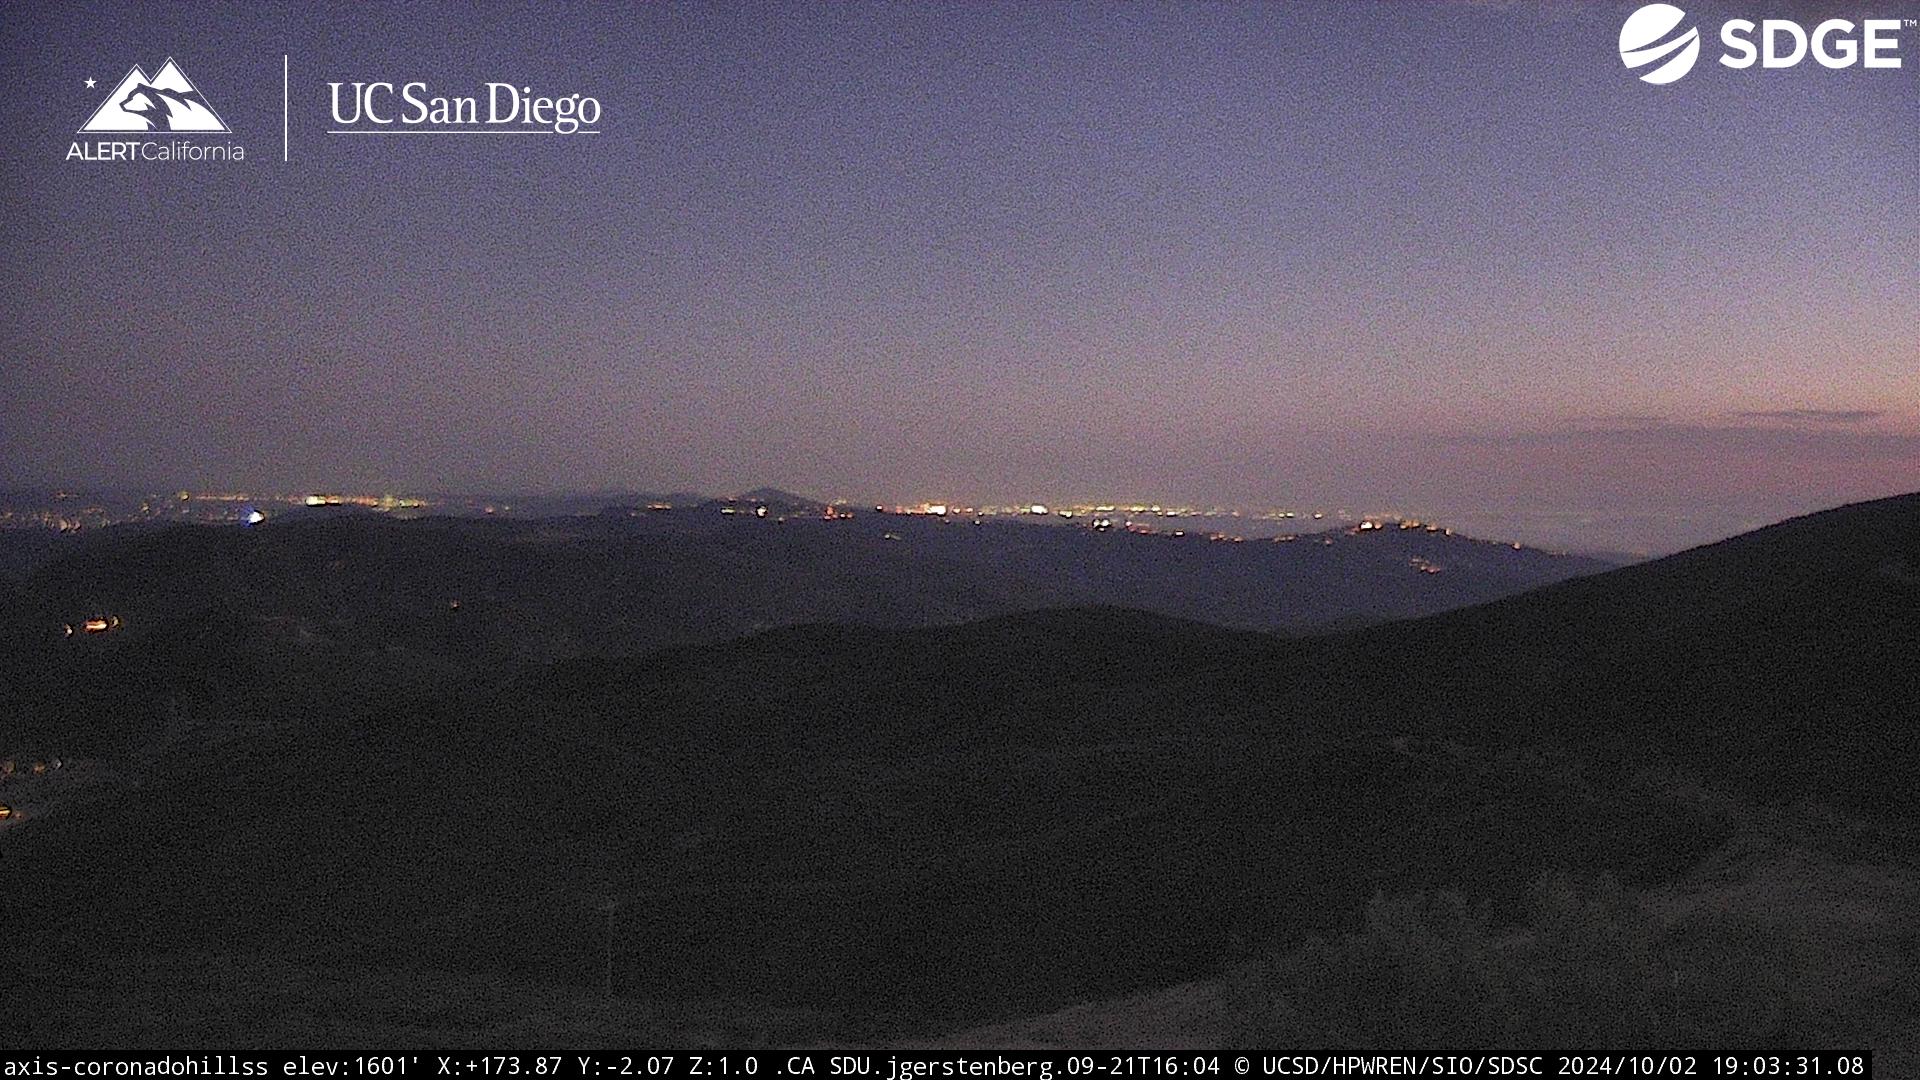 ALERTCalifornia
UC San Diego
SDGE™
axis-coronadohillss elev:1601' X:+173.87 Y:-2.07 Z:1.0 .CA SDU.jgerstenberg.09-21T16:04 © UCSD/HPWREN/SIO/SDSC 2024/10/02 19:03:31.08